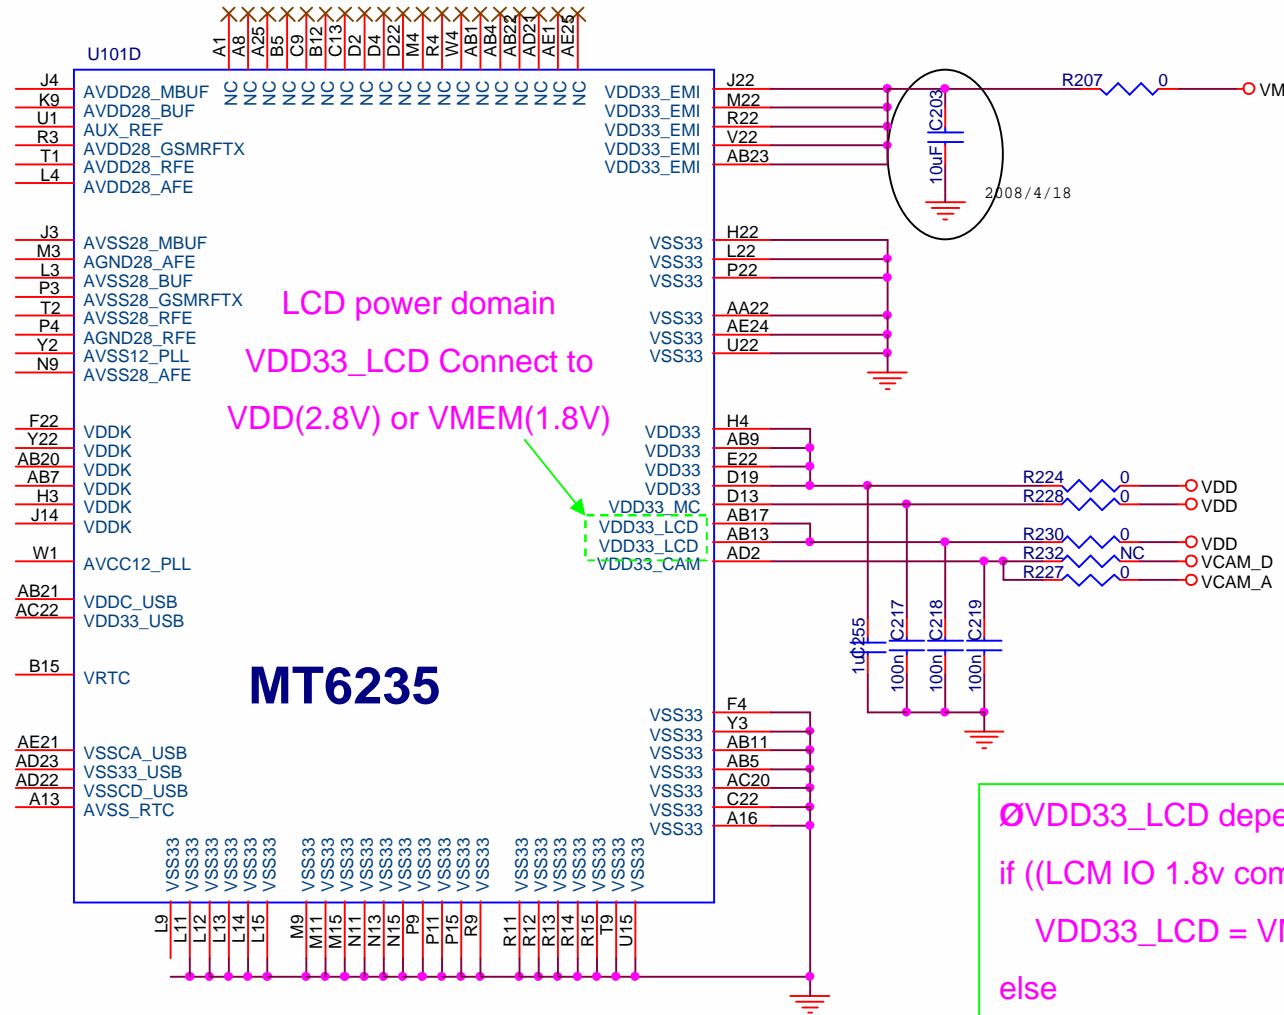 U101D
A1
A8
A25
B5
C9
B12
C13
D2
D4
D22
M4
R4
W4
AB1
AB4
AB22
AD21
AE1
AE25
NC NC NC NC NC NC NC NC NC NC NC NC NC NC NC NC NC NC NC
J4 AVDD28_MBUF
K9 AVDD28_BUF
U1 AUX_REF
R3 AVDD28_GSMRFTX
T1 AVDD28_RFE
L4 AVDD28_AFE
J3 AVSS28_MBUF
M3 AGND28_AFE
L3 AVSS28_BUF
P3 AVSS28_GSMRFTX
T2 AVSS28_RFE
P4 AGND28_RFE
Y2 AVSS12_PLL
N9 AVSS28_AFE
F22 VDDK
Y22 VDDK
AB20 VDDK
AB7 VDDK
H3 VDDK
J14 VDDK
W1 AVCC12_PLL
AB21 VDDC_USB
AC22 VDD33_USB
B15 VRTC
AE21 VSSCA_USB
AD23 VSS33_USB
AD22 VSSCD_USB
A13 AVSS_RTC
LCD power domain
VDD33_LCD Connect to
VDD(2.8V) or VMEM(1.8V)
MT6235
VDD33_EMI J22
VDD33_EMI M22
VDD33_EMI R22
VDD33_EMI V22
VDD33_EMI AB23
R207 0 VM
C203
10uF
2008/4/18
VSS33 H22
VSS33 L22
VSS33 P22
VSS33 AA22
VSS33 AE24
VSS33 U22
VDD33 H4
VDD33 AB9
VDD33 E22
VDD33 D19
VDD33_MC D13
VDD33_LCD AB17
VDD33_LCD AB13
VDD33_CAM AD2
R224 0 VDD
R228 0 VDD
R230 0 VDD
R232 NC VCAM_D
R227 0 VCAM_A
C255
1u
C217
100n
C218
100n
C219
100n
VSS33 F4
VSS33 Y3
VSS33 AB11
VSS33 AB5
VSS33 AC20
VSS33 C22
VSS33 A16
VSS33 VSS33 VSS33 VSS33 VSS33 VSS33 VSS33 VSS33 VSS33 VSS33 VSS33 VSS33 VSS33 VSS33 VSS33 VSS33 VSS33 VSS33 VSS33 VSS33 VSS33 VSS33 VSS33
L9
L11
L12
L13
L14
L15
M9
M11
M15
N11
N13
N15
P9
P11
P15
R9
R11
R12
R13
R14
R15
T9
U15
ØVDD33_LCD depe
if ((LCM IO 1.8v com
VDD33_LCD = VM
else